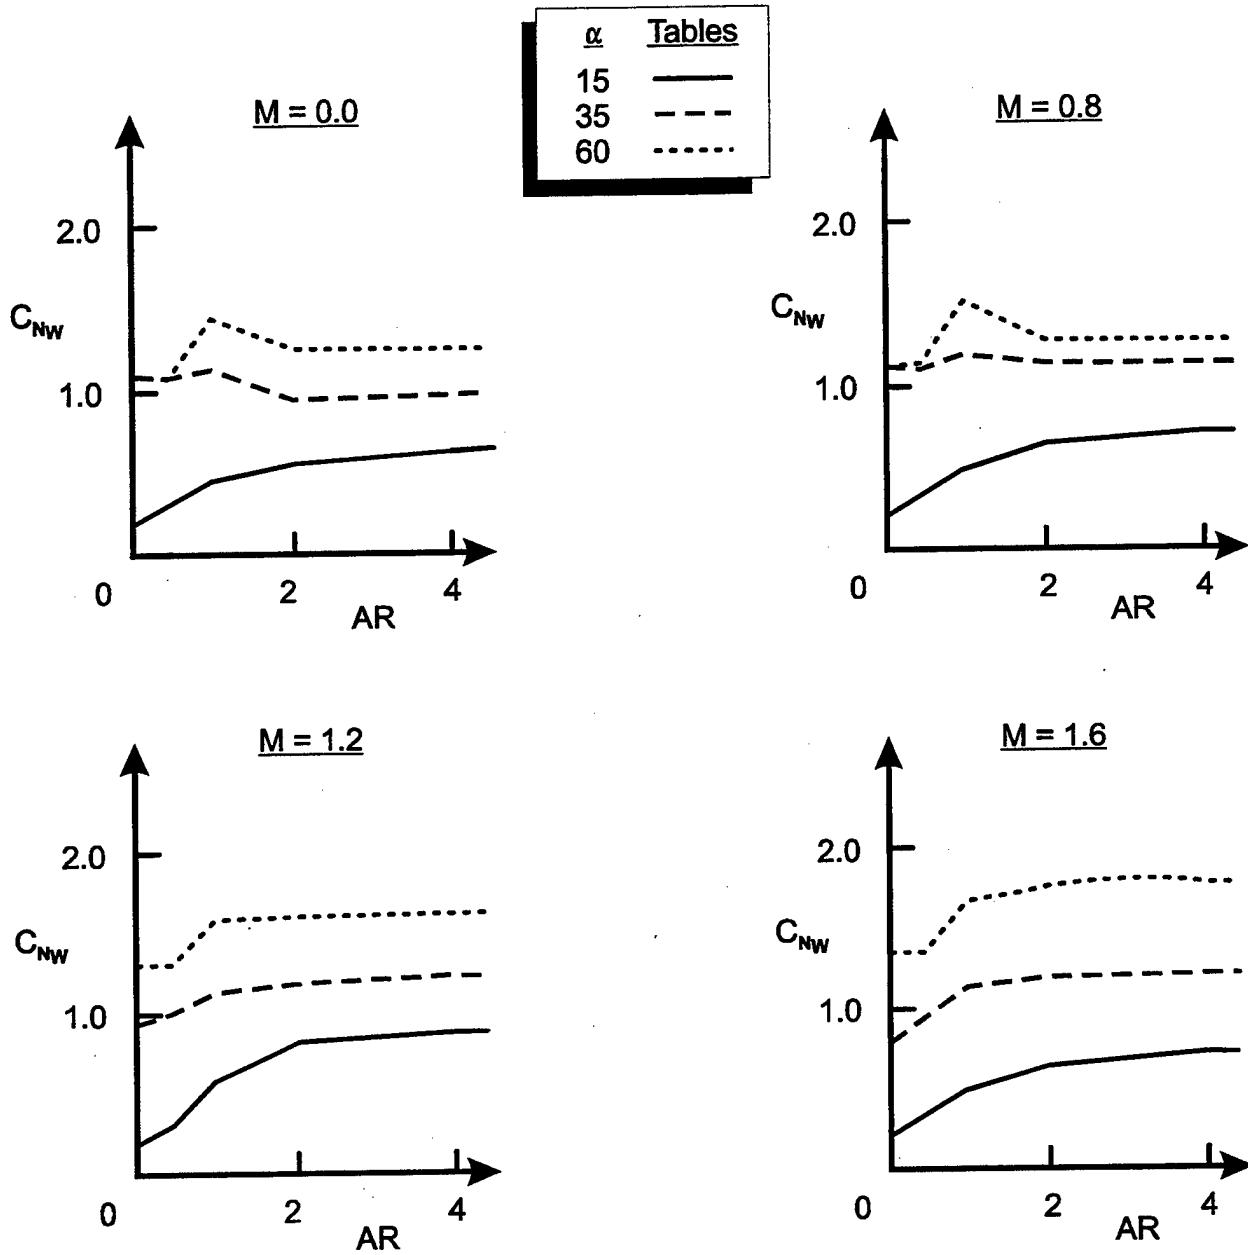 α Tables
15
35
60
M = 0.0
2.0
1.0
C_NW
0 2 4
AR
M = 0.8
2.0
1.0
C_NW
0 2 4
AR
M = 1.2
2.0
1.0
C_NW
0 2 4
AR
M = 1.6
2.0
1.0
C_NW
0 2 4
AR